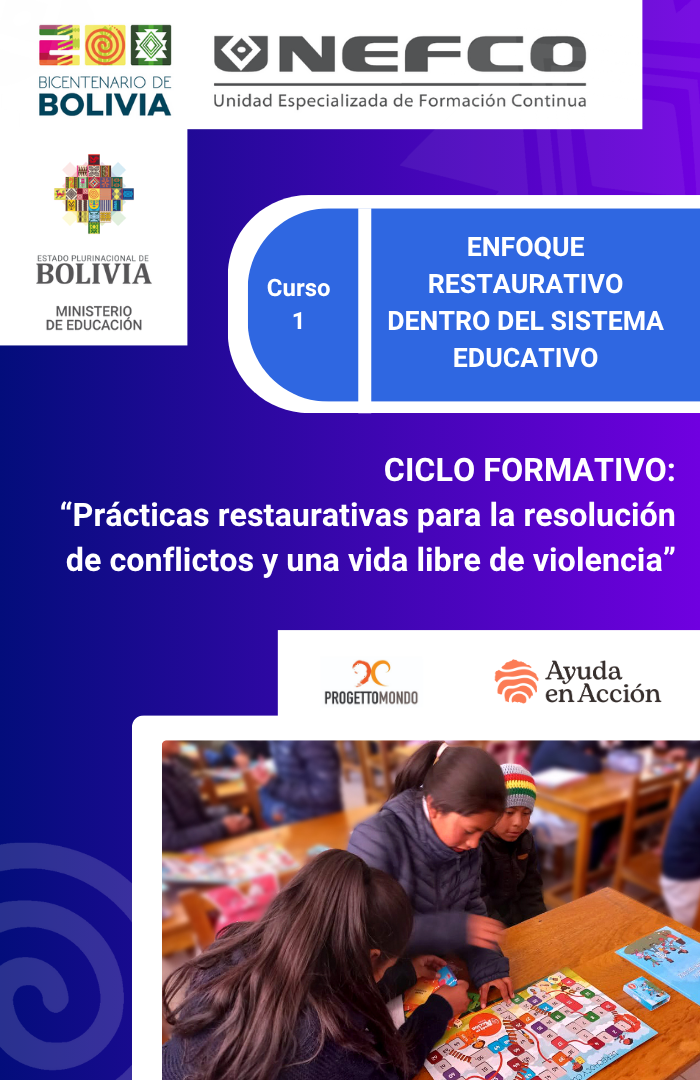 BICENTENARIO DE
BOLIVIA
UNEFCO
Unidad Especializada de Formación Continua
ESTADO PLURINACIONAL DE
BOLIVIA
MINISTERIO
DE EDUCACIÓN
Curso
1
ENFOQUE
RESTAURATIVO
DENTRO DEL SISTEMA
EDUCATIVO
CICLO FORMATIVO:
“Prácticas restaurativas para la resolución
de conflictos y una vida libre de violencia”
PROGETTOMONDO
Ayuda
en Acción